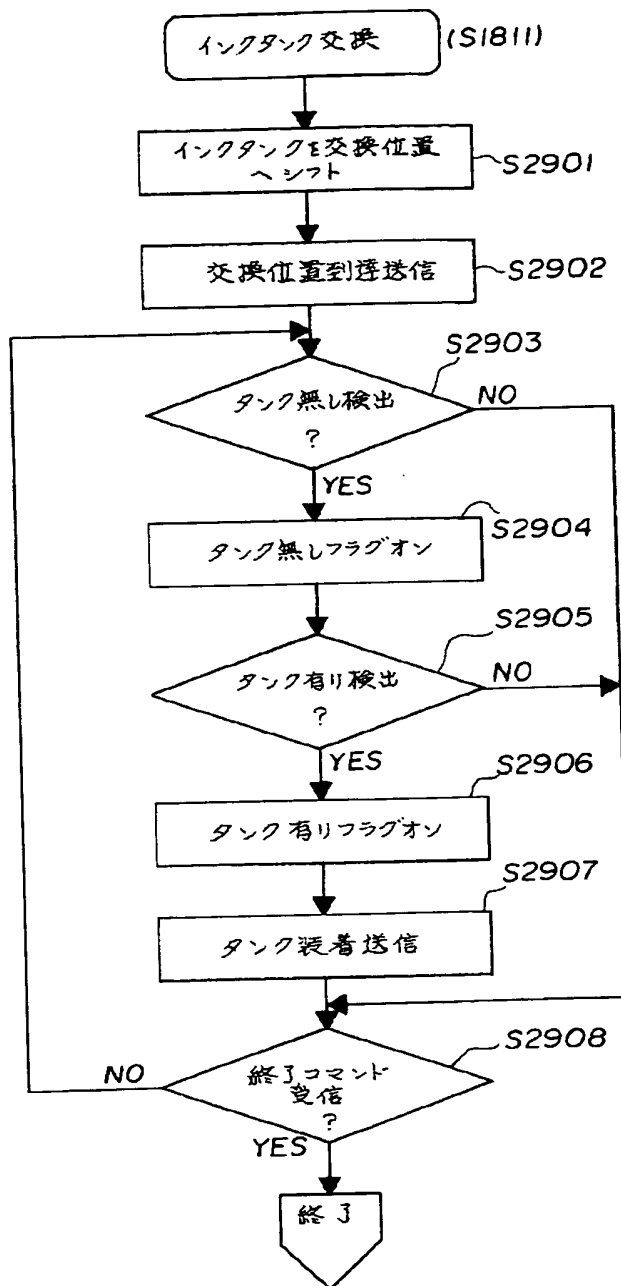 インクタンク交換
(S1811)
インクタンクを交換位置
へシフト
S2901
交換位置到達送信
S2902
S2903
タンク無し検出
?
NO
YES
S2904
タンク無しフラグオン
S2905
タンク有り検出
?
NO
YES
S2906
タンク有りフラグオン
S2907
タンク装着送信
S2908
終了コマンド
受信
?
NO
YES
終了